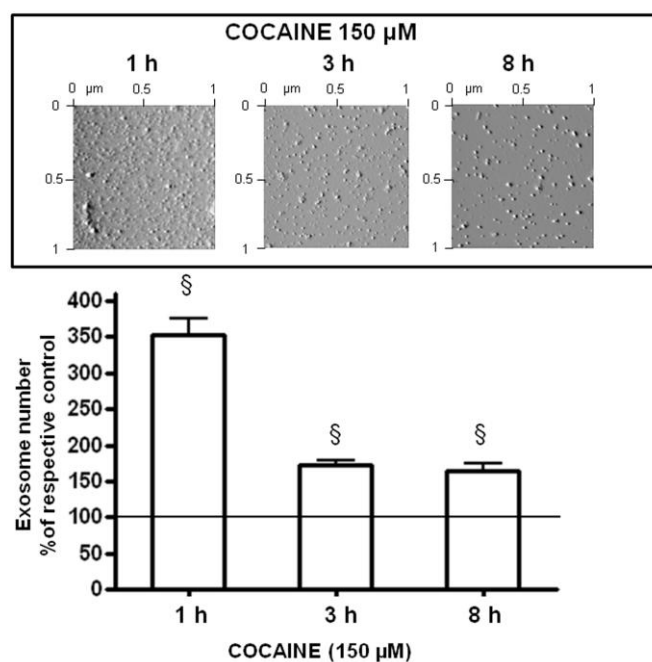 COCAINE 150 µM
1 h 3 h 8 h
0 µm 0.5 1 0 µm 0.5 1 0 µm 0.5 1
0 0 0
0.5 0.5 0.5
1 1 1
§
400
350
300
250
§ §
200
150
100
50
0
Exosome number
%of respective control
1 h 3 h 8 h
COCAINE (150 µM)